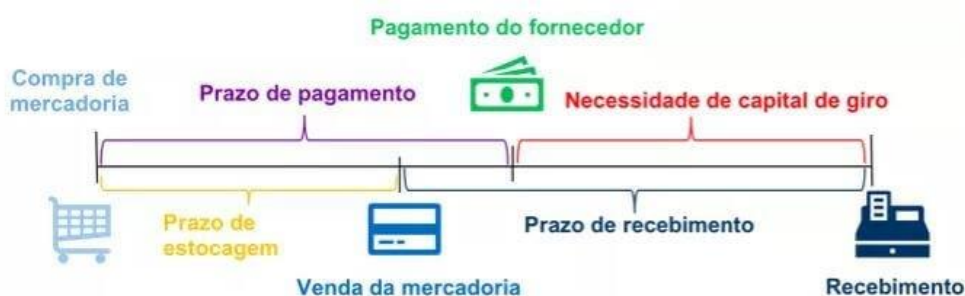 Pagamento do fornecedor
Compra de
mercadoria
Prazo de pagamento
Necessidade de capital de giro
Prazo de
estocagem
Prazo de recebimento
Venda da mercadoria
Recebimento